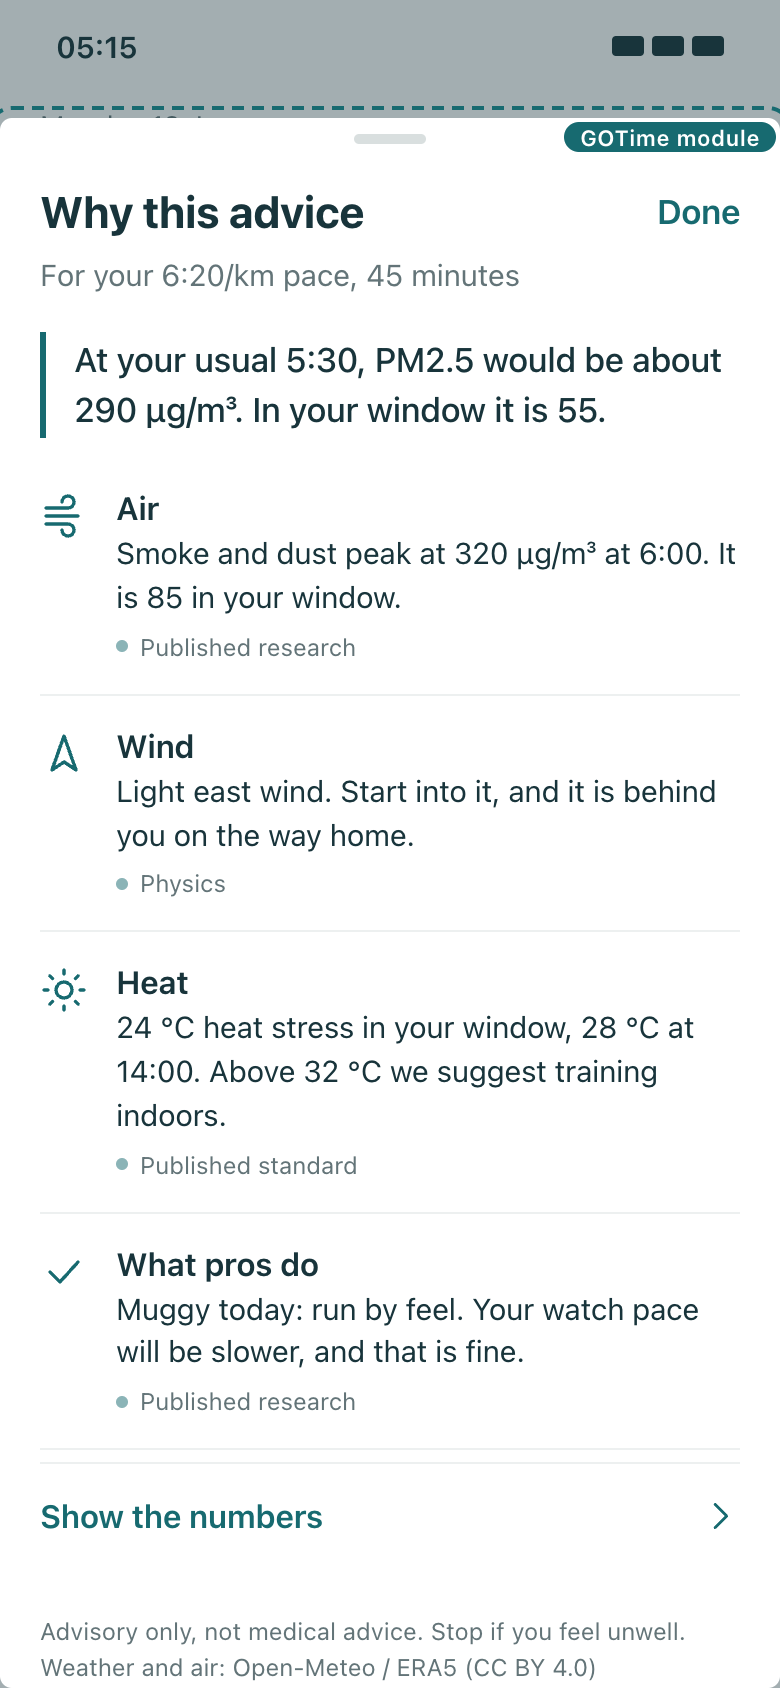 05:15
GOTime module
Why this advice
Done
For your 6:20/km pace, 45 minutes
At your usual 5:30, PM2.5 would be about
290 µg/m³. In your window it is 55.
Air
Smoke and dust peak at 320 µg/m³ at 6:00. It
is 85 in your window.
Published research
Wind
Light east wind. Start into it, and it is behind
you on the way home.
Physics
Heat
24 °C heat stress in your window, 28 °C at
14:00. Above 32 °C we suggest training
indoors.
Published standard
What pros do
Muggy today: run by feel. Your watch pace
will be slower, and that is fine.
Published research
Show the numbers
Advisory only, not medical advice. Stop if you feel unwell.
Weather and air: Open-Meteo / ERA5 (CC BY 4.0)